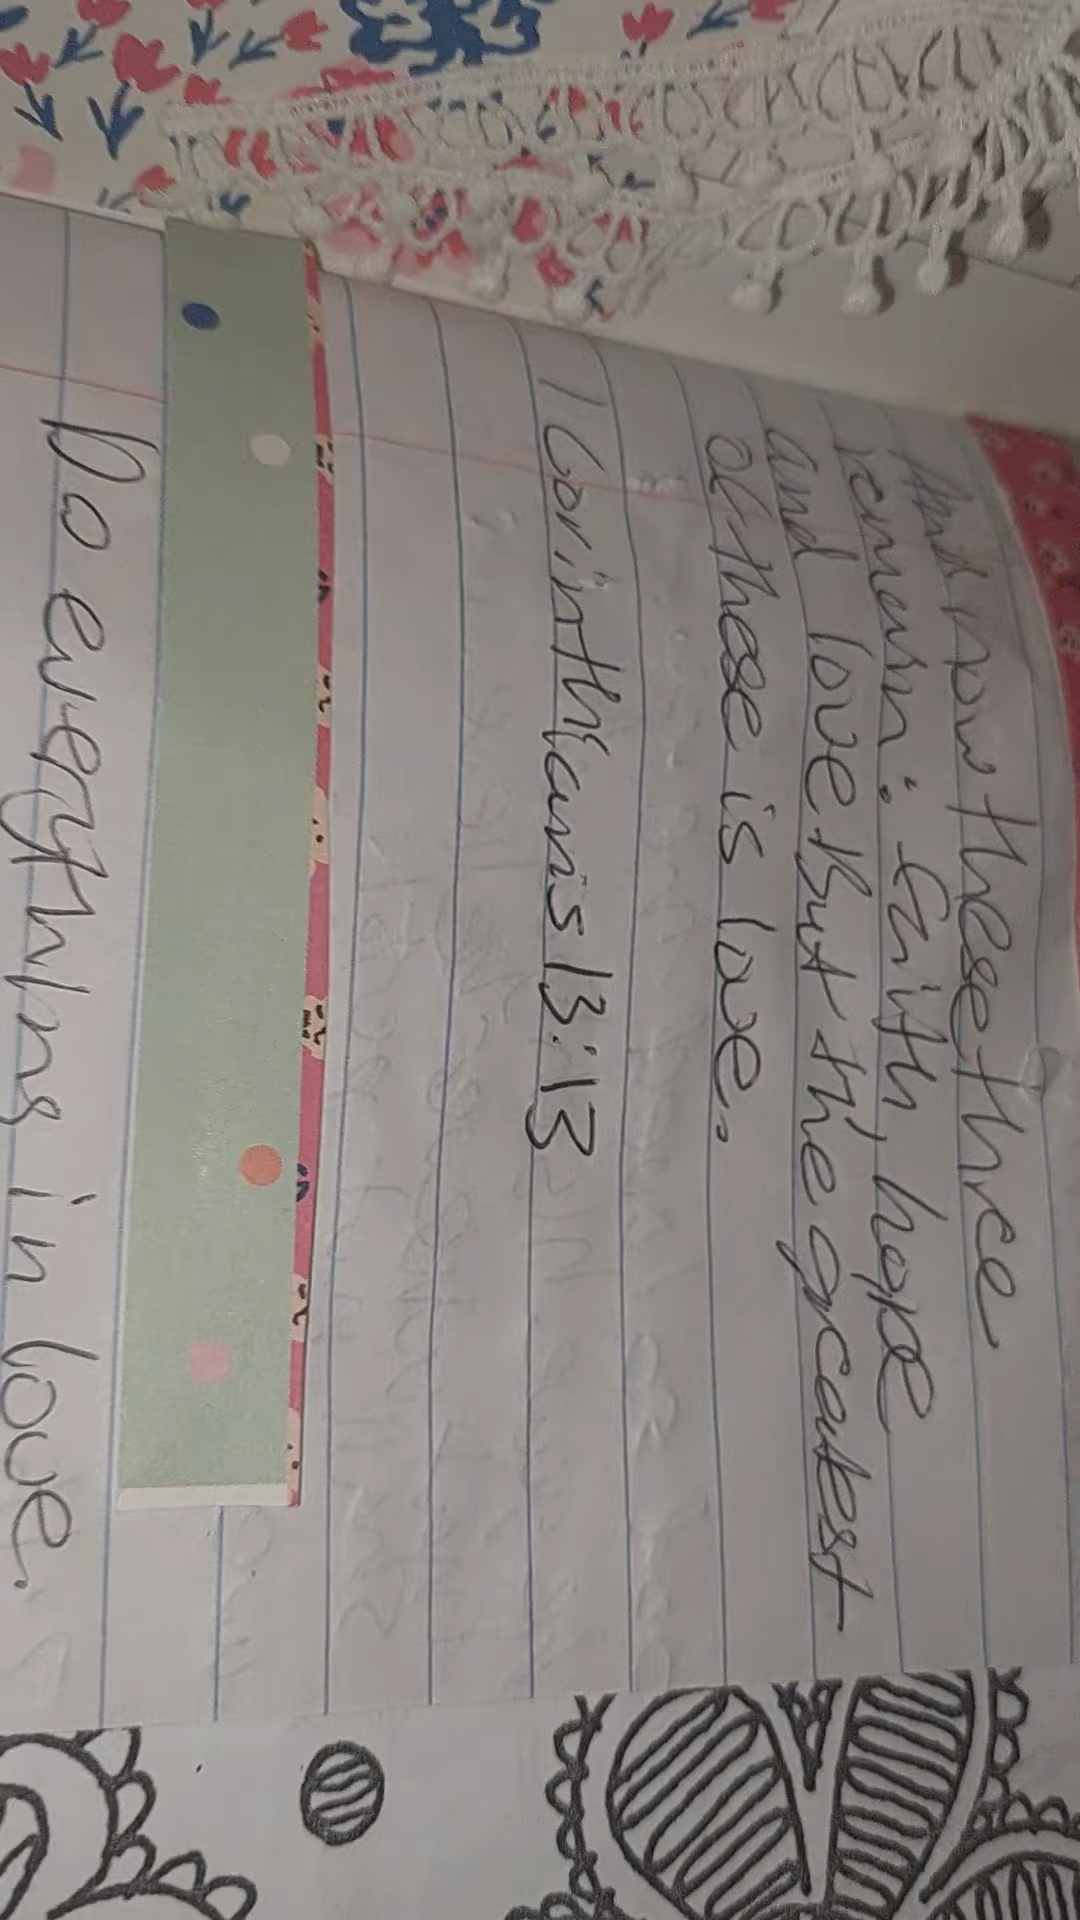 And now these three
remain: faith, hope
and love But the greatest
of these is love.
1 Corinthians 13:13
Do everything in love.